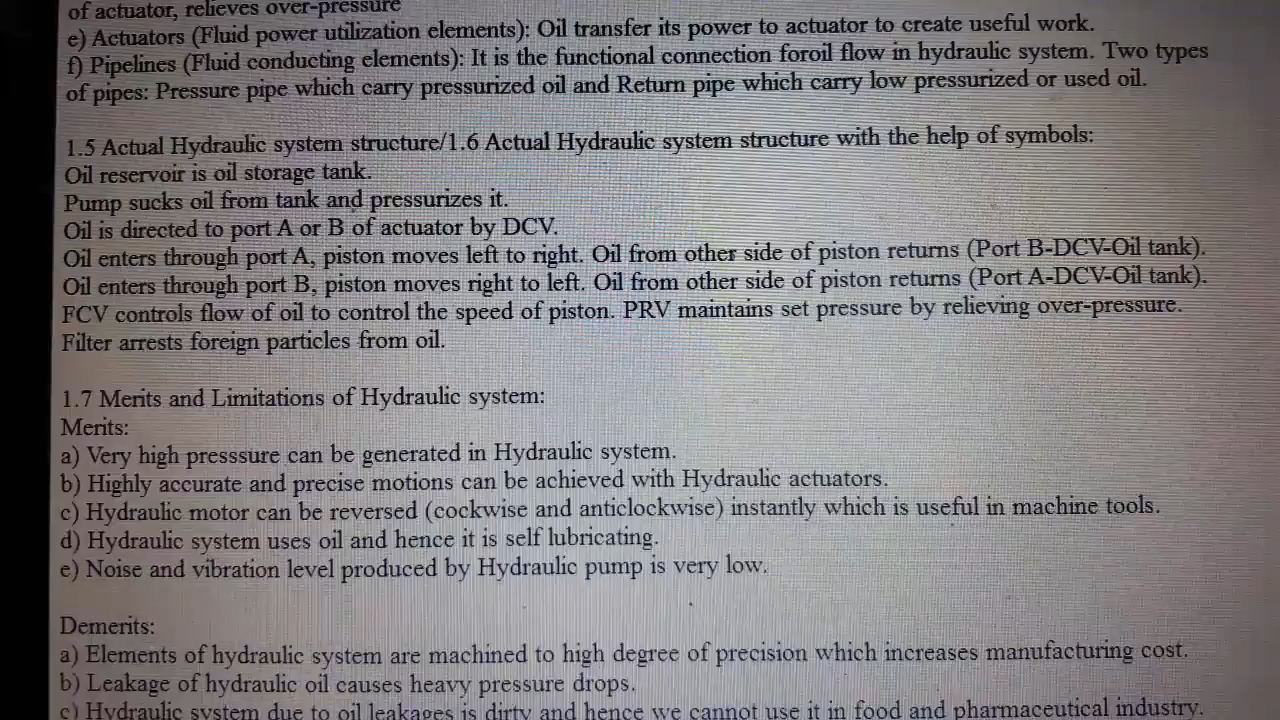 of actuator, relieves over-pressure
e) Actuators (Fluid power utilization elements): Oil transfer its power to actuator to create useful work.
f) Pipelines (Fluid conducting elements): It is the functional connection foroil flow in hydraulic system. Two types
of pipes: Pressure pipe which carry pressurized oil and Return pipe which carry low pressurized or used oil.
1.5 Actual Hydraulic system structure/1.6 Actual Hydraulic system structure with the help of symbols:
Oil reservoir is oil storage tank.
Pump sucks oil from tank and pressurizes it.
Oil is directed to port A or B of actuator by DCV.
Oil enters through port A, piston moves left to right. Oil from other side of piston returns (Port B-DCV-Oil tank).
Oil enters through port B, piston moves right to left. Oil from other side of piston returns (Port A-DCV-Oil tank).
FCV controls flow of oil to control the speed of piston. PRV maintains set pressure by relieving over-pressure.
Filter arrests foreign particles from oil.
1.7 Merits and Limitations of Hydraulic system:
Merits:
a) Very high presssure can be generated in Hydraulic system.
b) Highly accurate and precise motions can be achieved with Hydraulic actuators.
c) Hydraulic motor can be reversed (cockwise and anticlockwise) instantly which is useful in machine tools.
d) Hydraulic system uses oil and hence it is self lubricating.
e) Noise and vibration level produced by Hydraulic pump is very low.
Demerits:
a) Elements of hydraulic system are machined to high degree of precision which increases manufacturing cost.
b) Leakage of hydraulic oil causes heavy pressure drops.
c) Hydraulic system due to oil leakages is dirty and hence we cannot use it in food and pharmaceutical industry.